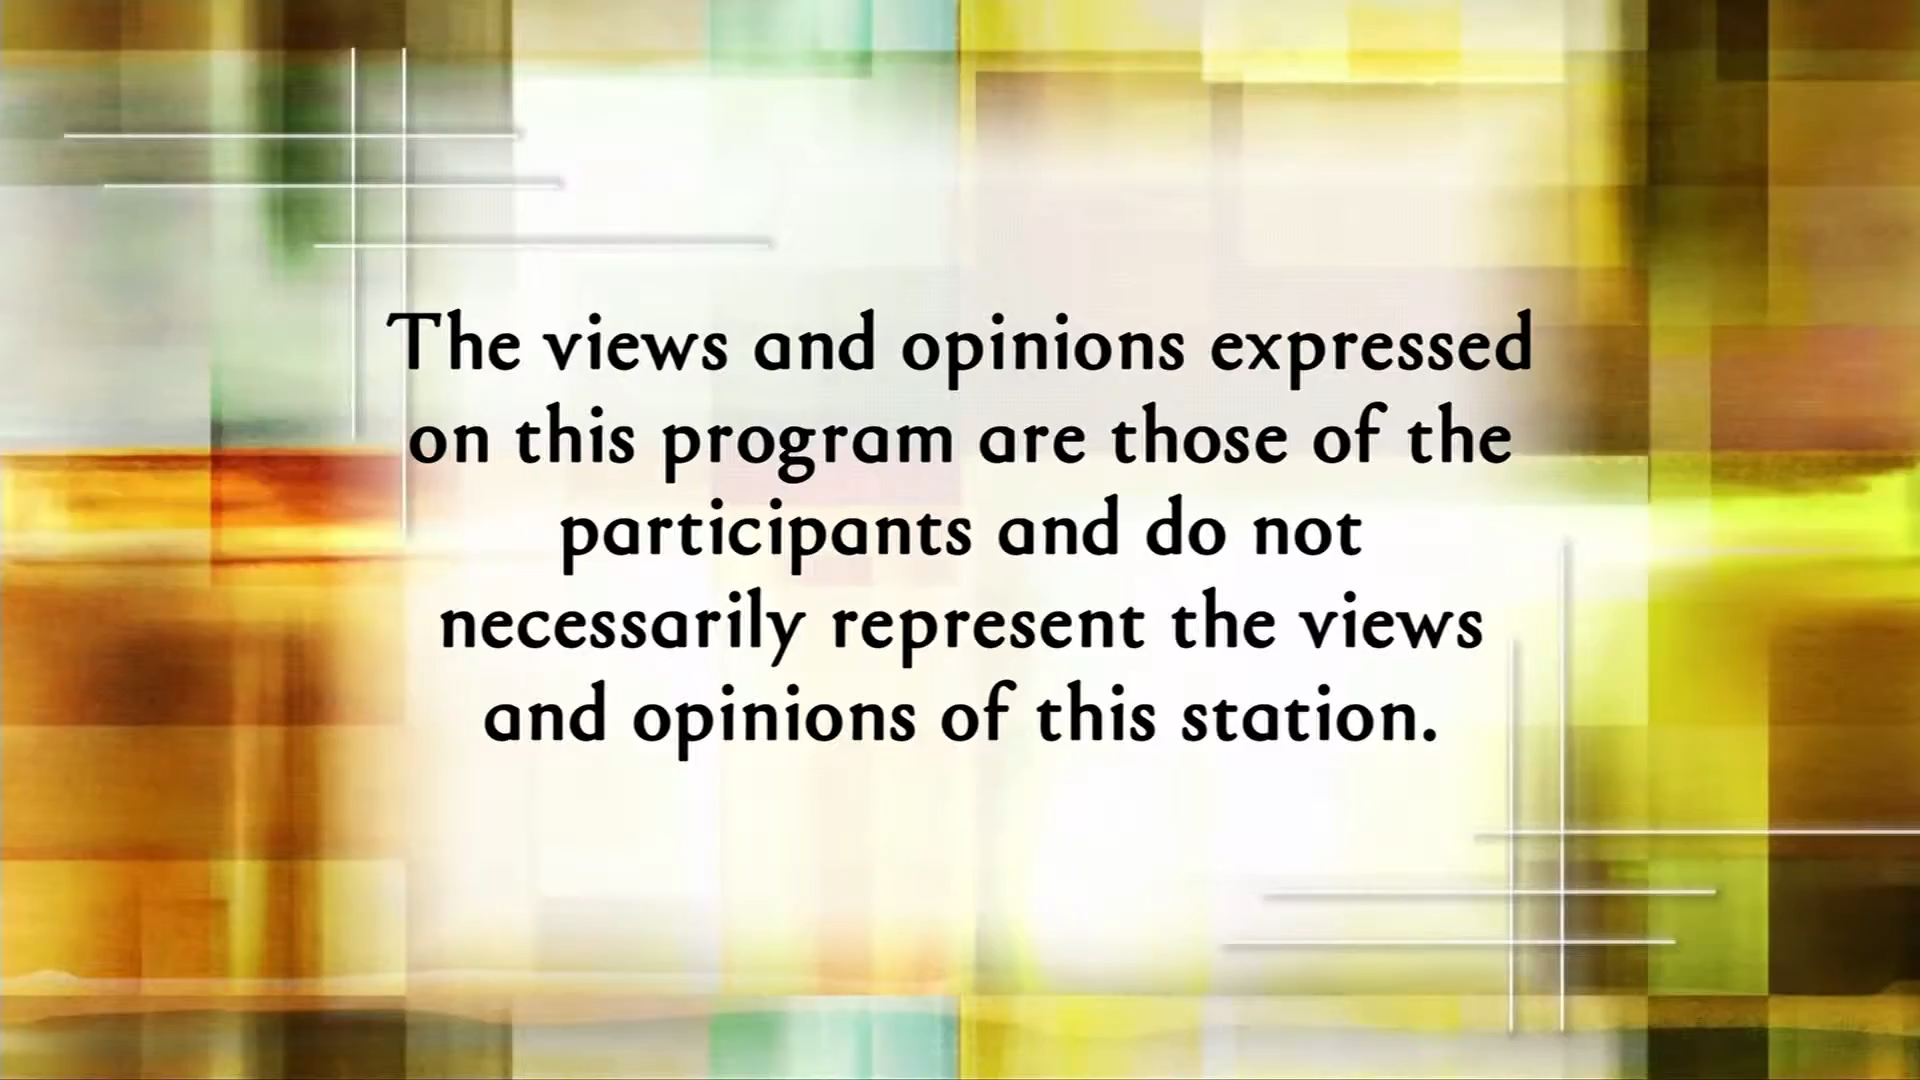 The views and opinions expressed
on this program are those of the
participants and do not
necessarily represent the views
and opinions of this station.